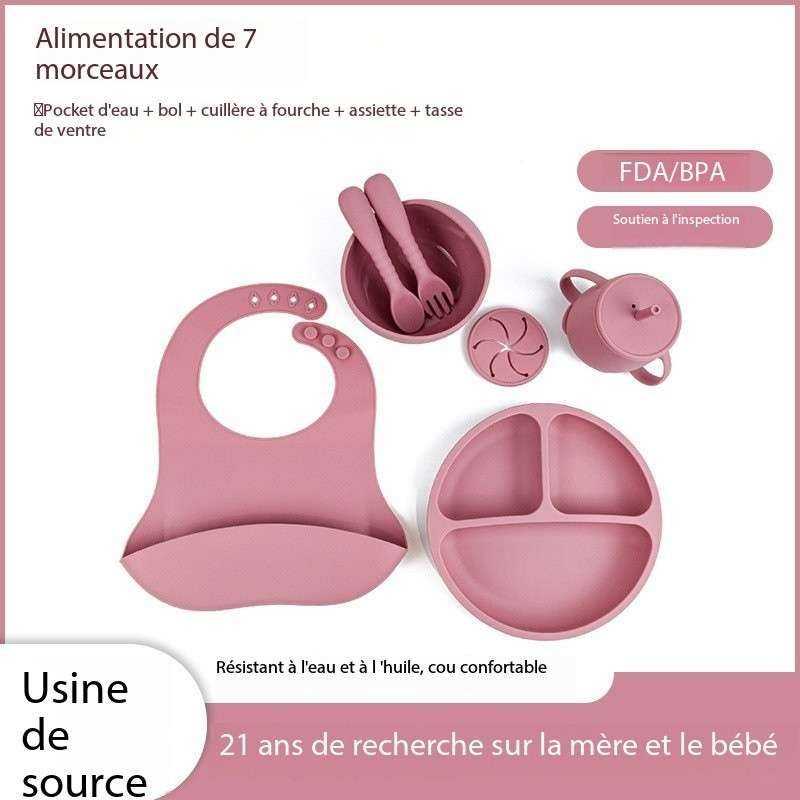 Alimentation de 7
morceaux
Pocket d'eau + bol + cuillère à fourche + assiette + tasse
de ventre
FDA/BPA
Soutien à l'inspection
Résistant à l'eau et à l 'huile, cou confortable
Usine
de
source
21 ans de recherche sur la mère et le bébé